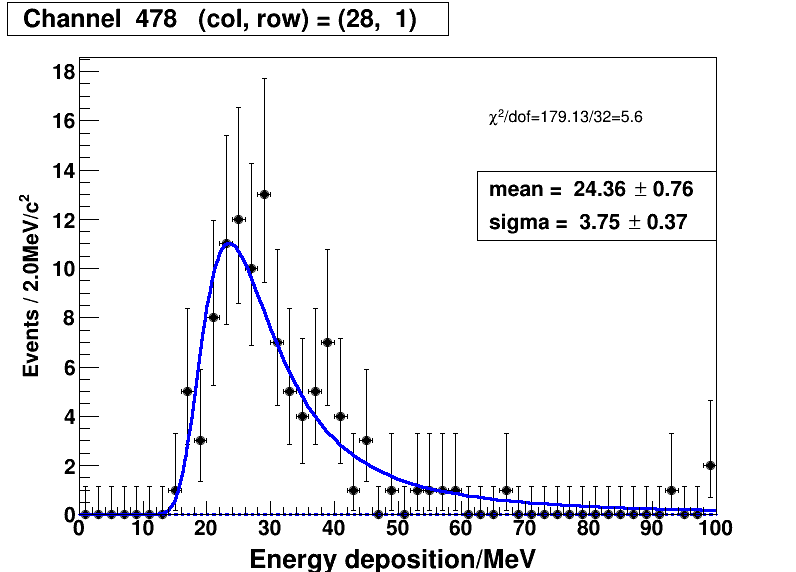 Channel 478 (col, row) = (28, 1)
χ²/dof=179.13/32=5.6
mean = 24.36 ± 0.76
sigma = 3.75 ± 0.37
Events / 2.0MeV/c²
18
16
14
12
10
8
6
4
2
0
0 10 20 30 40 50 60 70 80 90 100
Energy deposition/MeV